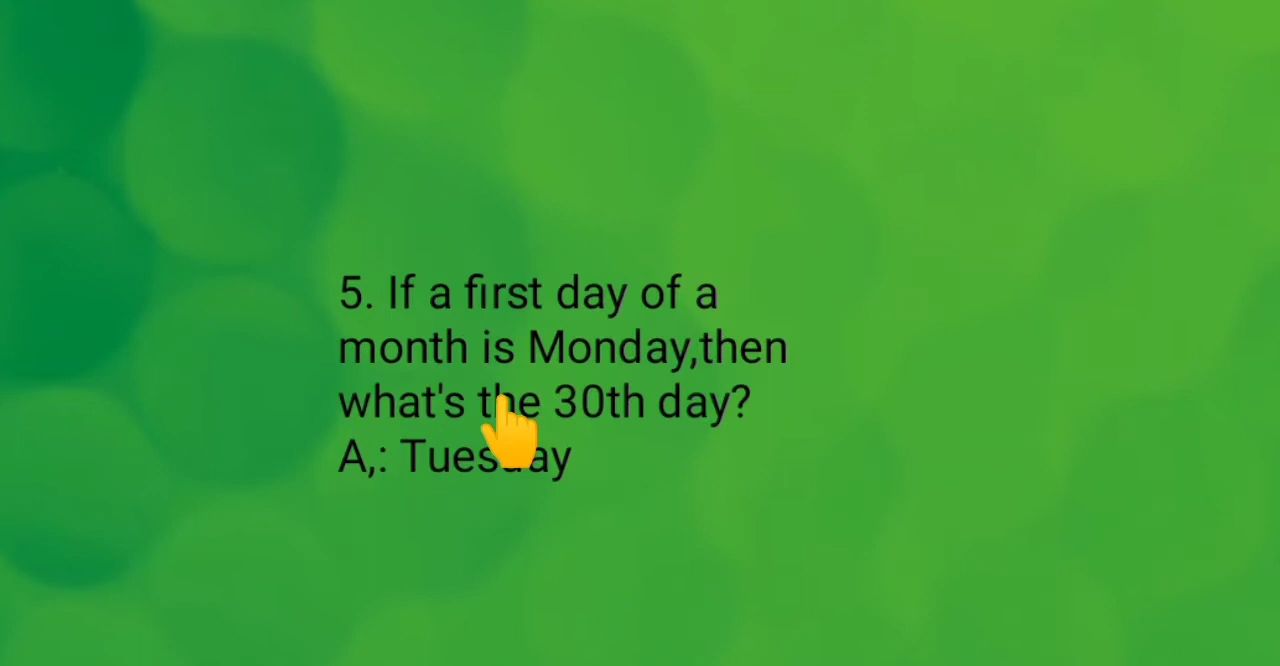 5. If a first day of a
month is Monday,then
what's the 30th day?
A,: Tuesday